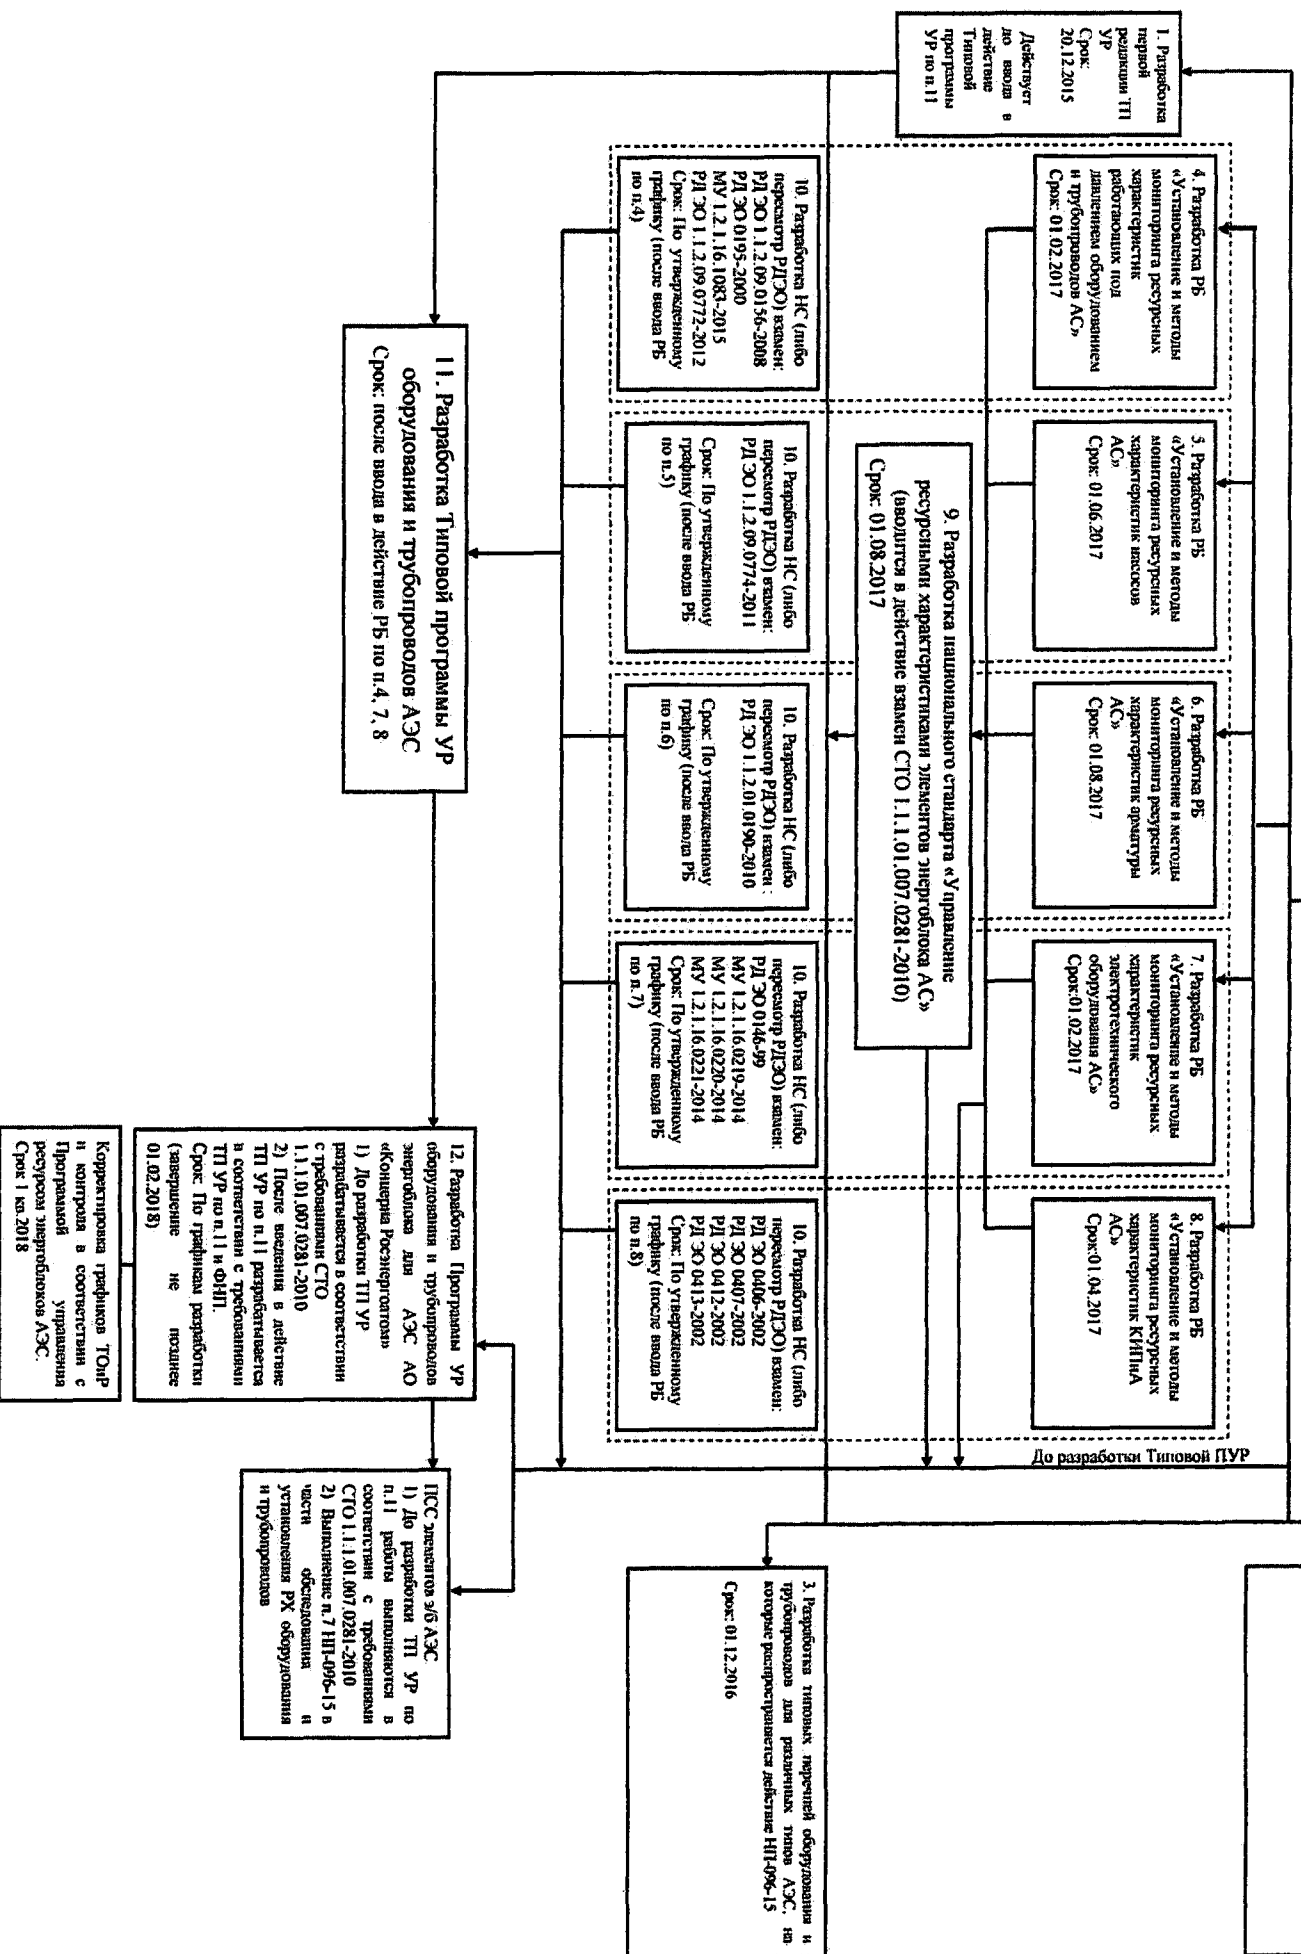 1. Разработка
первой
редакции ТП
УР
Срок:
20.12.2015
Действует
до ввода в
действие
Типовой
программы
УР по п.11
4. Разработка РБ
«Установление и методы
мониторинга ресурсных
характеристик
работающих под
давлением оборудованием
и трубопроводов АС»
Срок: 01.02.2017
5. Разработка РБ
«Установление и методы
мониторинга ресурсных
характеристик насосов
АС»
Срок: 01.06.2017
6. Разработка РБ
«Установление и методы
мониторинга ресурсных
характеристик арматуры
АС»
Срок: 01.08.2017
7. Разработка РБ
«Установление и методы
мониторинга ресурсных
характеристик
электротехнического
оборудования АС»
Срок:01.02.2017
8. Разработка РБ
«Установление и методы
мониторинга ресурсных
характеристик КИПиА
АС»
Срок:01.04.2017
До разработки Типовой ПУР
9. Разработка национального стандарта «Управление
ресурсными характеристиками элементов энергоблока АС»
(вводится в действие взамен СТО 1.1.1.01.007.0281-2010)
Срок: 01.08.2017
3. Разработка типовых перечней оборудования и
трубопроводов для различных типов АЭС, на
которые распространяется действие НП-096-15
Срок: 01.12.2016
10. Разработка НС (либо
пересмотр РДЭО) взамен:
РД ЭО 1.1.2.09.0156-2008
РД ЭО 0195-2000
МУ 1.2.1.16.1083-2015
РД ЭО 1.1.2.09.0772-2012
Срок: По утвержденному
графику (после ввода РБ
по п.4)
10. Разработка НС (либо
пересмотр РДЭО) взамен:
РД ЭО 1.1.2.09.0774-2011
Срок: По утвержденному
графику (после ввода РБ
по п.5)
10. Разработка НС (либо
пересмотр РДЭО) взамен :
РД ЭО 1.1.2.01.0190-2010
Срок: По утвержденному
графику (после ввода РБ
по п.6)
10. Разработка НС (либо
пересмотр РДЭО) взамен:
РД ЭО 0146-99
МУ 1.2.1.16.0219-2014
МУ 1.2.1.16.0220-2014
МУ 1.2.1.16.0221-2014
Срок: По утвержденному
графику (после ввода РБ
по п.7)
10. Разработка НС (либо
пересмотр РДЭО) взамен:
РД ЭО 0406-2002
РД ЭО 0407-2002
РД ЭО 0412-2002
РД ЭО 0413-2002
Срок: По утвержденному
графику (после ввода РБ
по п.8)
11. Разработка Типовой программы УР
оборудования и трубопроводов АЭС
Срок: после ввода в действие РБ по п.4, 7, 8
12. Разработка Программы УР
оборудования и трубопроводов
энергоблока для АЭС АО
«Концерна Росэнергоатом»
1) До разработки ТП УР
разрабатывается в соответствии
с требованиями СТО
1.1.1.01.007.0281-2010
2) После введения в действие
ТП УР по п.11 разрабатывается
в соответствии с требованиями
ТП УР по п.11 и ФНП.
Срок: По графикам разработки
(завершение не позднее
01.02.2018)
ПСС элементов э/б АЭС
1) До разработки ТП УР по
п.11 работы выполняются в
соответствии с требованиями
СТО 1.1.1.01.007.0281-2010
2) Выполнение п.7 НП-096-15 в
части обследования и
установления РХ оборудования
и трубопроводов
Корректировка графиков ТОиР
и контроля в соответствии с
Программой управления
ресурсом энергоблоков АЭС.
Срок 1 кв.2018